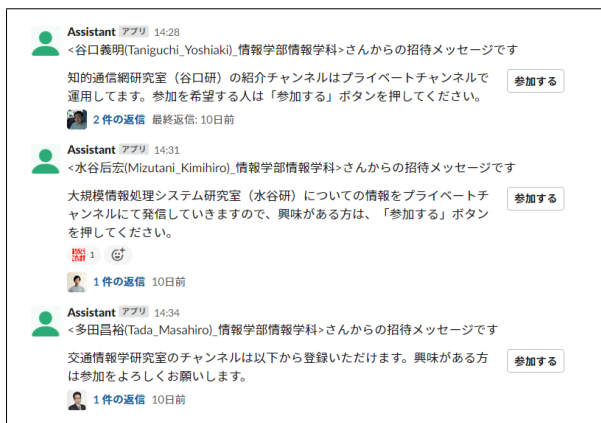 Assistant アプリ 14:28
<谷口義明(Taniguchi_Yoshiaki)_情報学部情報学科>さんからの招待メッセージです
知的通信網研究室（谷口研）の紹介チャンネルはプライベートチャンネルで
運用してます。参加を希望する人は「参加する」ボタンを押してください。
参加する
2 件の返信 最終返信: 10日前
Assistant アプリ 14:31
<水谷后宏(Mizutani_Kimihiro)_情報学部情報学科>さんからの招待メッセージです
大規模情報処理システム研究室（水谷研）についての情報をプライベートチ
ャンネルにて発信していきますので、興味がある方は、「参加する」ボタン
を押してください。
参加する
1
1 件の返信 10日前
Assistant アプリ 14:34
<多田昌裕(Tada_Masahiro)_情報学部情報学科>さんからの招待メッセージです
交通情報学研究室のチャンネルは以下から登録いただけます。興味がある方
は参加をよろしくお願いします。
参加する
1 件の返信 10日前